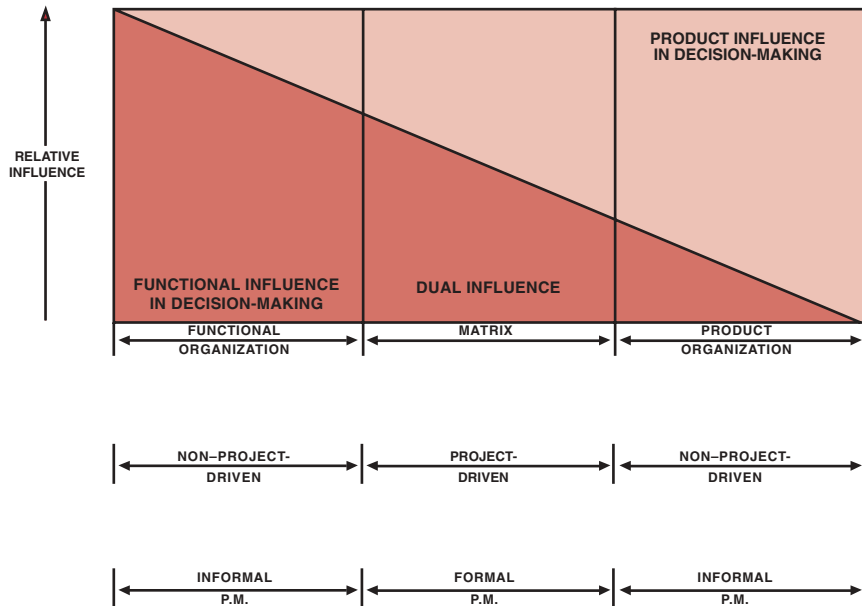 PRODUCT INFLUENCE
IN DECISION-MAKING
RELATIVE
INFLUENCE
FUNCTIONAL INFLUENCE
IN DECISION-MAKING
DUAL INFLUENCE
FUNCTIONAL
ORGANIZATION
MATRIX
PRODUCT
ORGANIZATION
NON–PROJECT-
DRIVEN
PROJECT-
DRIVEN
NON–PROJECT-
DRIVEN
INFORMAL
P.M.
FORMAL
P.M.
INFORMAL
P.M.